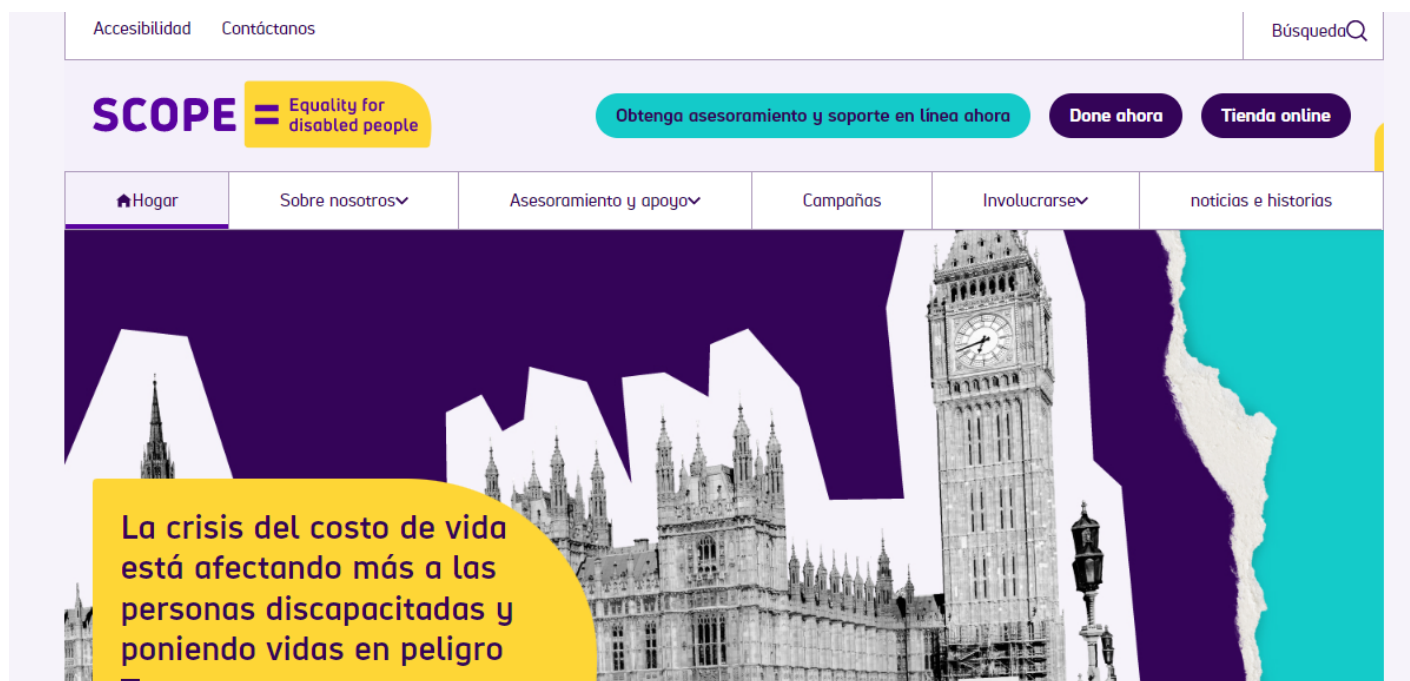 Accesibilidad
Contáctanos
Búsqueda
SCOPE = Equality for
disabled people
Obtenga asesoramiento y soporte en línea ahora
Done ahora
Tienda online
Hogar
Sobre nosotros
Asesoramiento y apoyo
Campañas
Involucrarse
noticias e historias
La crisis del costo de vida
está afectando más a las
personas discapacitadas y
poniendo vidas en peligro